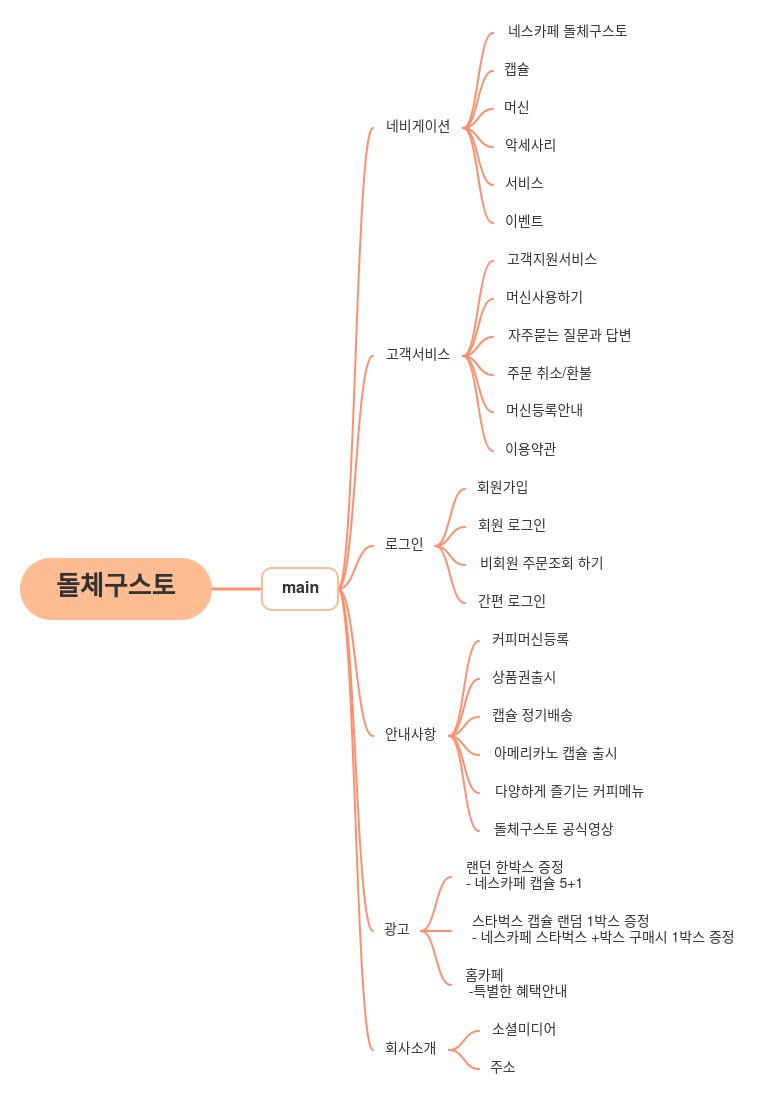 돌체구스토
main
네비게이션
네스카페 돌체구스토
캡슐
머신
악세사리
서비스
이벤트
고객서비스
고객지원서비스
머신사용하기
자주묻는 질문과 답변
주문 취소/환불
머신등록안내
이용약관
로그인
회원가입
회원 로그인
비회원 주문조회 하기
간편 로그인
안내사항
커피머신등록
상품권출시
캡슐 정기배송
아메리카노 캡슐 출시
다양하게 즐기는 커피메뉴
돌체구스토 공식영상
광고
랜던 한박스 증정
- 네스카페 캡슐 5+1
스타벅스 캡슐 랜덤 1박스 증정
- 네스카페 스타벅스 +박스 구매시 1박스 증정
홈카페
-특별한 혜택안내
회사소개
소셜미디어
주소